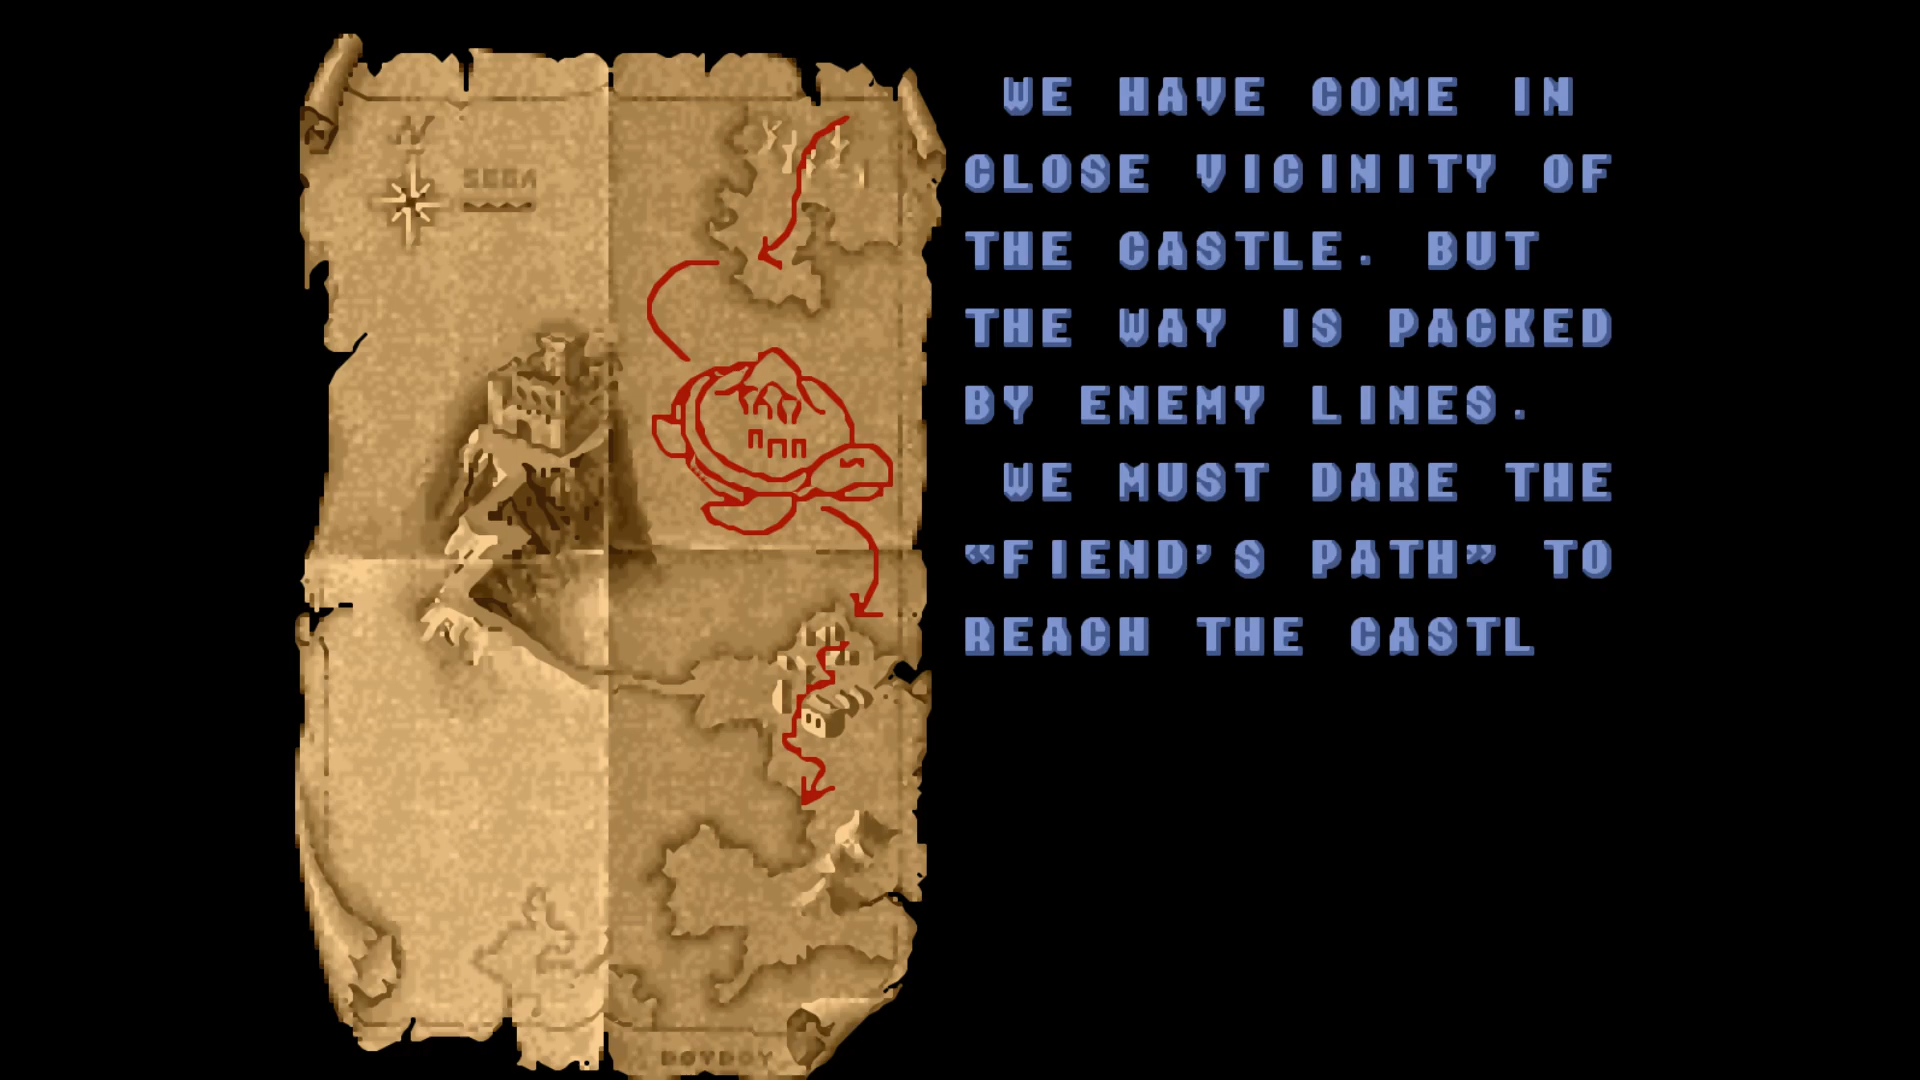 N
SEGA
WE HAVE COME IN
CLOSE VICINITY OF
THE CASTLE. BUT
THE WAY IS PACKED
BY ENEMY LINES.
WE MUST DARE THE
“FIEND’S PATH” TO
REACH THE CASTL